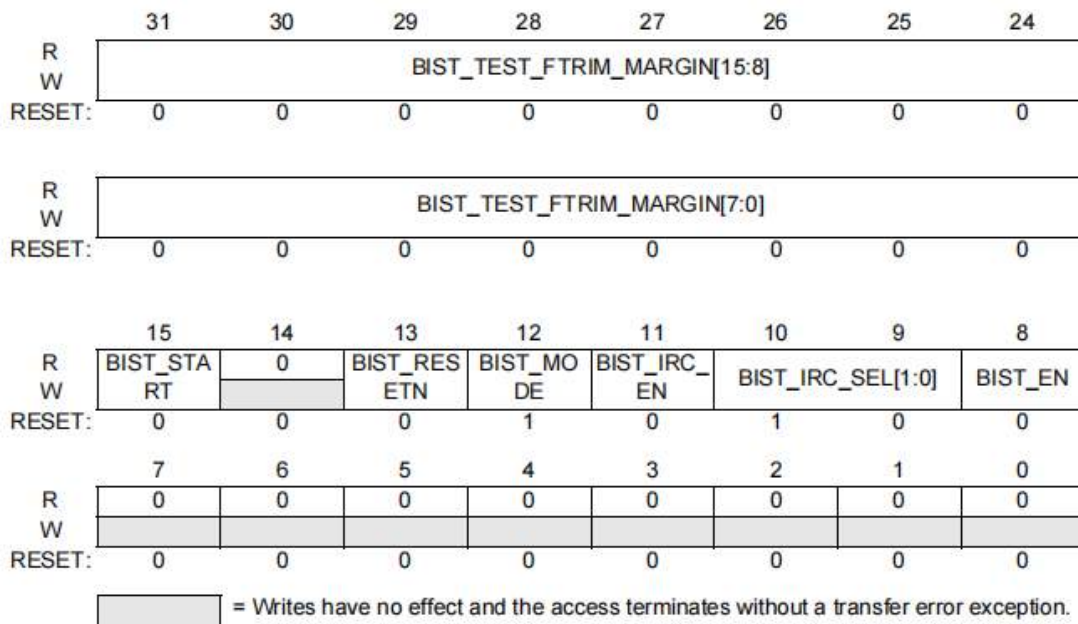 31 30 29 28 27 26 25 24
R
W
BIST_TEST_FTRIM_MARGIN[15:8]
RESET: 0 0 0 0 0 0 0 0
R
W
BIST_TEST_FTRIM_MARGIN[7:0]
RESET: 0 0 0 0 0 0 0 0
15 14 13 12 11 10 9 8
R BIST_STA 0 BIST_RES BIST_MO BIST_IRC_ BIST_IRC_SEL[1:0] BIST_EN
W RT ETN DE EN
RESET: 0 0 0 1 0 1 0 0
7 6 5 4 3 2 1 0
R 0 0 0 0 0 0 0 0
W
RESET: 0 0 0 0 0 0 0 0
= Writes have no effect and the access terminates without a transfer error exception.